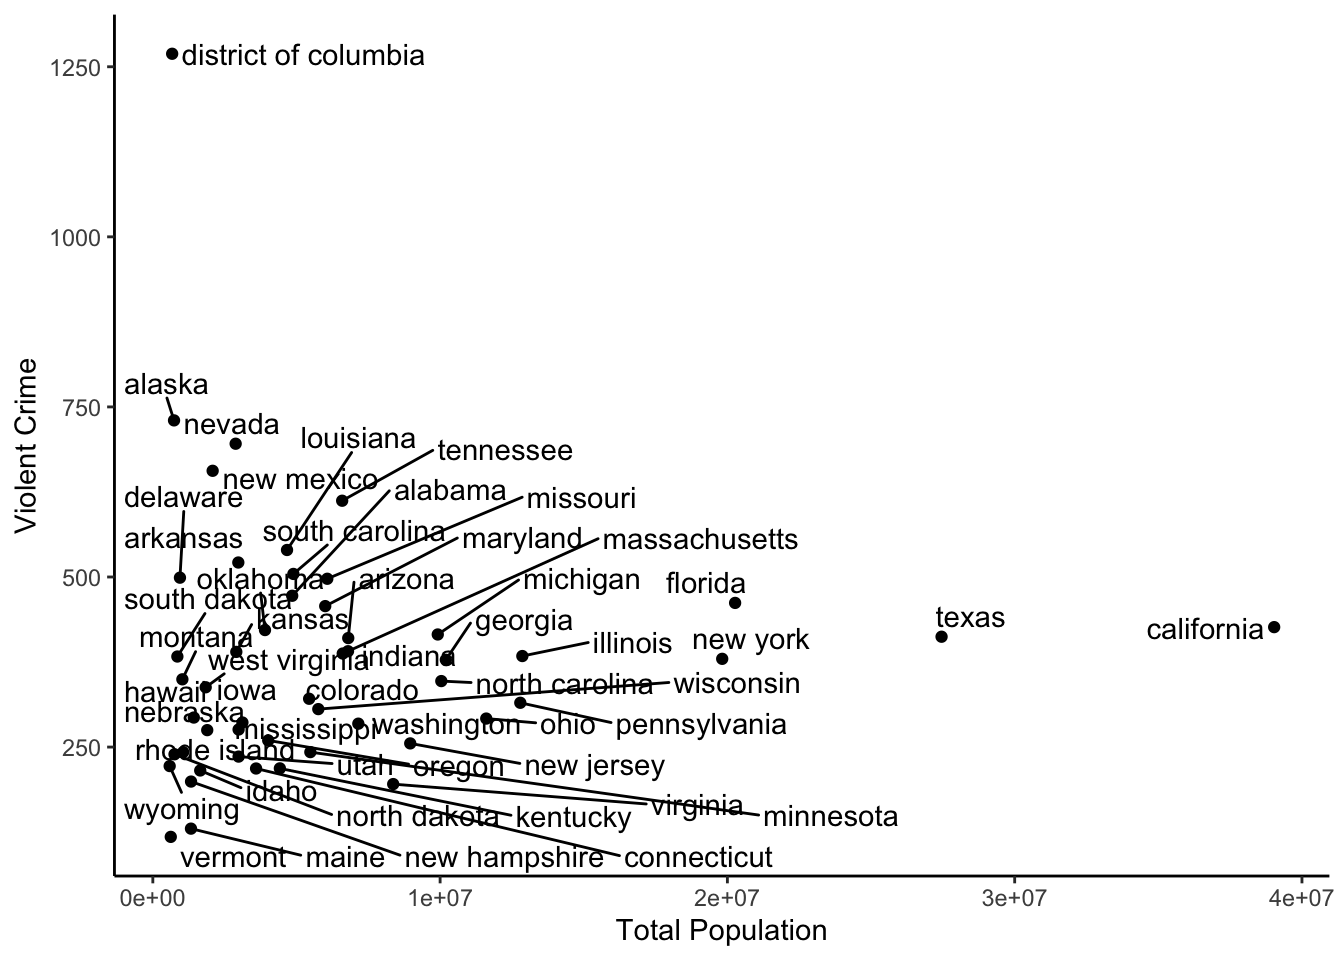 district of columbia
1250
1000
Violent Crime
alaska
750
nevada
louisiana
tennessee
new mexico
delaware
alabama
missouri
arkansas
south carolina
maryland
massachusetts
500
oklahoma
arizona
michigan
florida
south dakota
kansas
georgia
texas
california
montana
illinois
new york
west virginia
indiana
hawaii
iowa
colorado
north carolina
wisconsin
nebraska
mississippi
washington
ohio
pennsylvania
250
rhode island
utah
oregon
new jersey
idaho
wyoming
north dakota
kentucky
virginia
minnesota
vermont
maine
new hampshire
connecticut
0e+00
1e+07
2e+07
3e+07
4e+07
Total Population